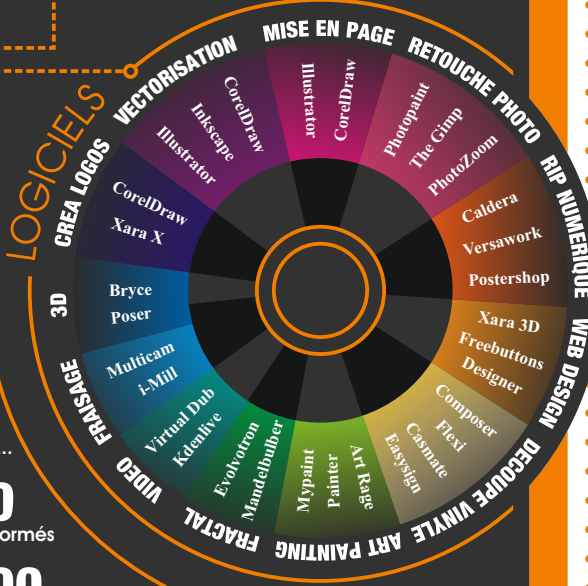 LOGICIELS
MISE EN PAGE
Illustrator
CorelDraw
RETOUCHE PHOTO
Photopaint
The Gimp
PhotoZoom
RIP NUMERIQUE
Caldera
Versawork
Postershop
WEB DESIGN
Xara 3D
Freebuttons
Designer
DECOUPE VINYLE
Composer
Flexi
Casmate
Easysign
ART PAINTING
Art Rage
Painter
Mypaint
FRACTAL
Mandelbulber
Evolvotron
VIDEO
Virtual Dub
Kdenlive
FRAISAGE
Multicam
i-Mill
3D
Bryce
Poser
CREA LOGOS
CorelDraw
Xara X
VECTORISATION
Illustrator
Inkscape
CorelDraw
...
ormés